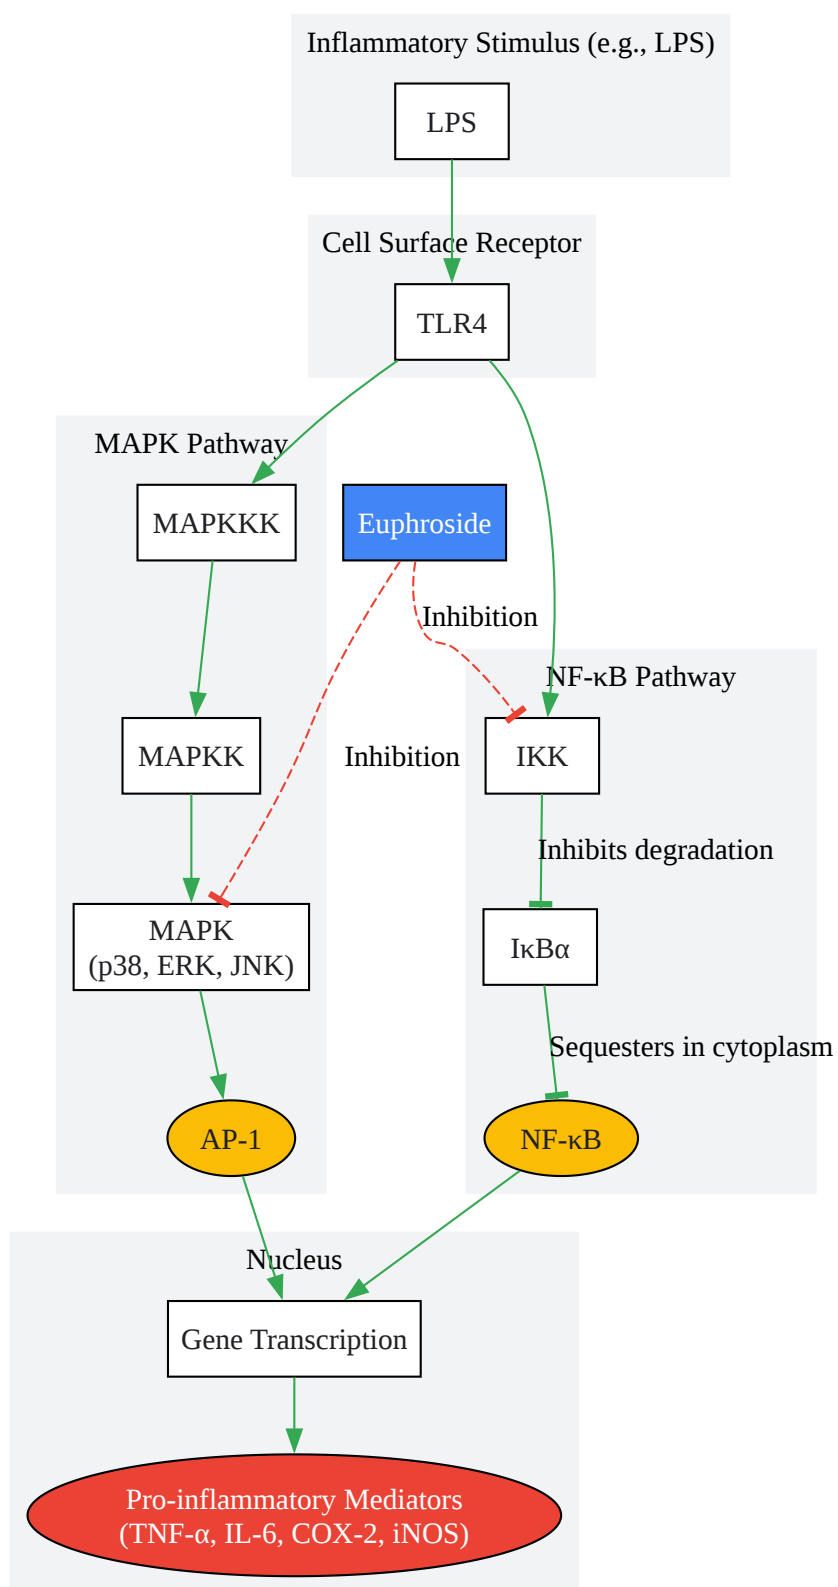 Inflammatory Stimulus (e.g., LPS)
LPS
Cell Surface Receptor
TLR4
MAPK Pathway
MAPKKK
Euphroside
Inhibition
NF-κB Pathway
MAPKK
Inhibition
IKK
Inhibits degradation
MAPK
(p38, ERK, JNK)
IκBα
Sequesters in cytoplasm
AP-1
NF-κB
Nucleus
Gene Transcription
Pro-inflammatory Mediators
(TNF-α, IL-6, COX-2, iNOS)